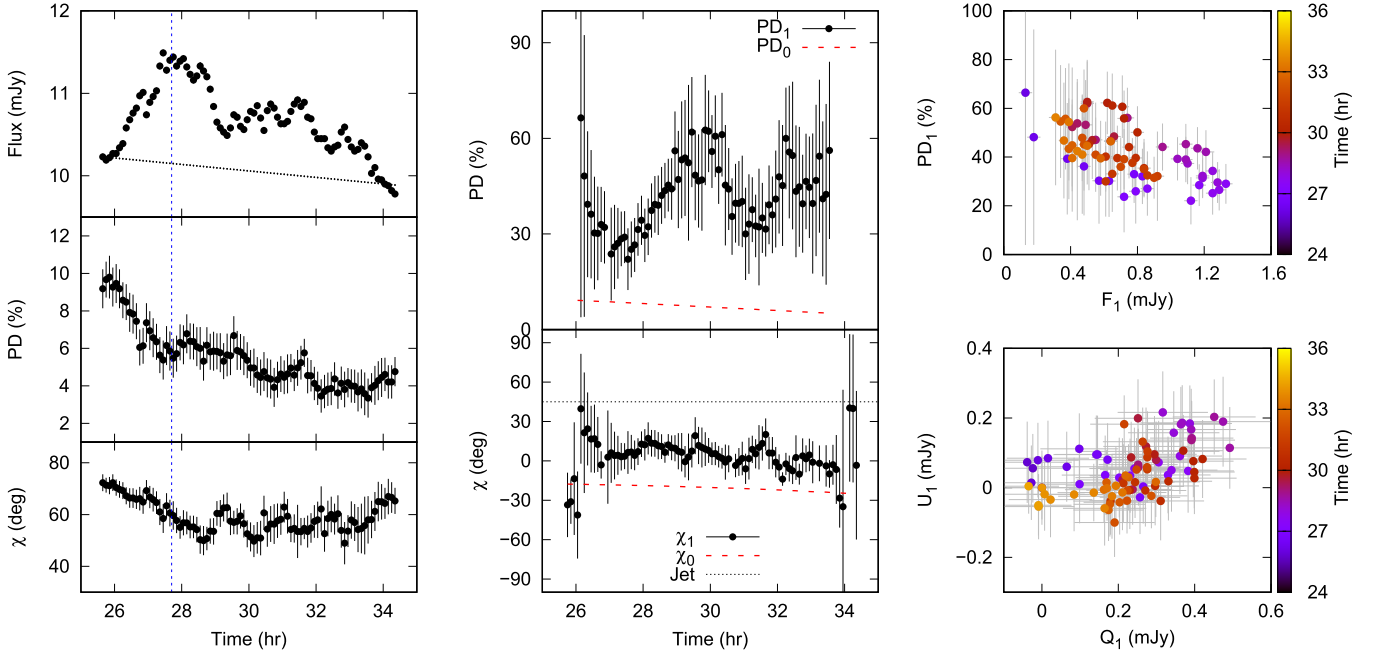 12
11
10
Flux (mJy)
12
10
8
6
4
2
PD (%)
80
60
40
χ (deg)
26 28 30 32 34
Time (hr)
90
60
30
0
PD (%)
PD₁
PD₀
90
60
30
0
−30
−60
−90
χ (deg)
χ₁
χ₀
Jet
26 28 30 32 34
Time (hr)
100
80
60
40
20
0
PD₁ (%)
0 0.4 0.8 1.2 1.6
F₁ (mJy)
36
33
30
27
24
Time (hr)
0.4
0.2
0
−0.2
U₁ (mJy)
0 0.2 0.4 0.6
Q₁ (mJy)
36
33
30
27
24
Time (hr)